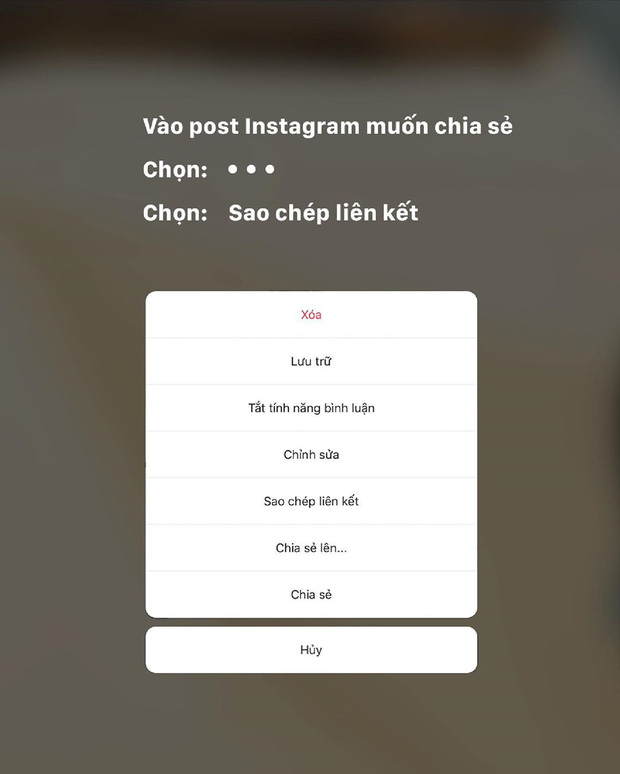 Vào post Instagram muốn chia sẻ
Chọn: • • •
Chọn: Sao chép liên kết
Xóa
Lưu trữ
Tắt tính năng bình luận
Chỉnh sửa
Sao chép liên kết
Chia sẻ lên...
Chia sẻ
Hủy